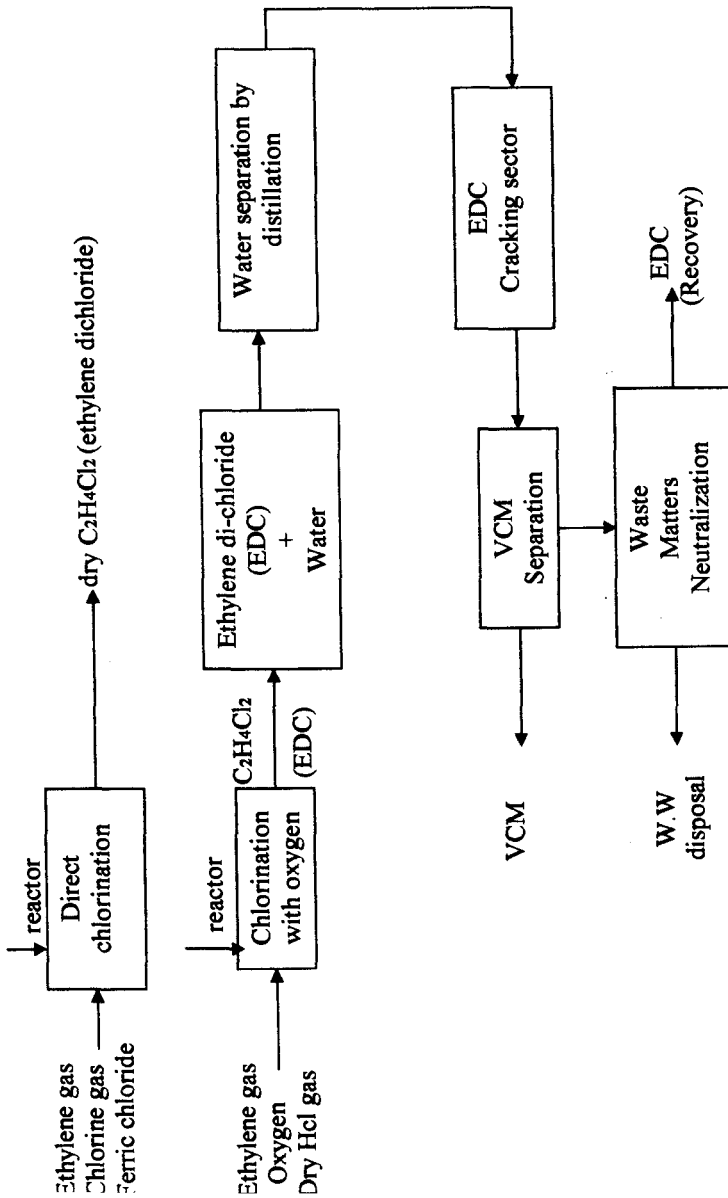 Ethylene gas
Chlorine gas
Ferric chloride
reactor
Direct
chlorination
dry C2H4Cl2 (ethylene dichloride)
Ethylene gas
Oxygen
Dry Hcl gas
reactor
Chlorination
with oxygen
C2H4Cl2
(EDC)
Ethylene di-chloride
(EDC)
+
Water
Water separation by
distillation
EDC
Cracking sector
VCM
Separation
VCM
Waste
Matters
Neutralization
EDC
(Recovery)
W.W
disposal